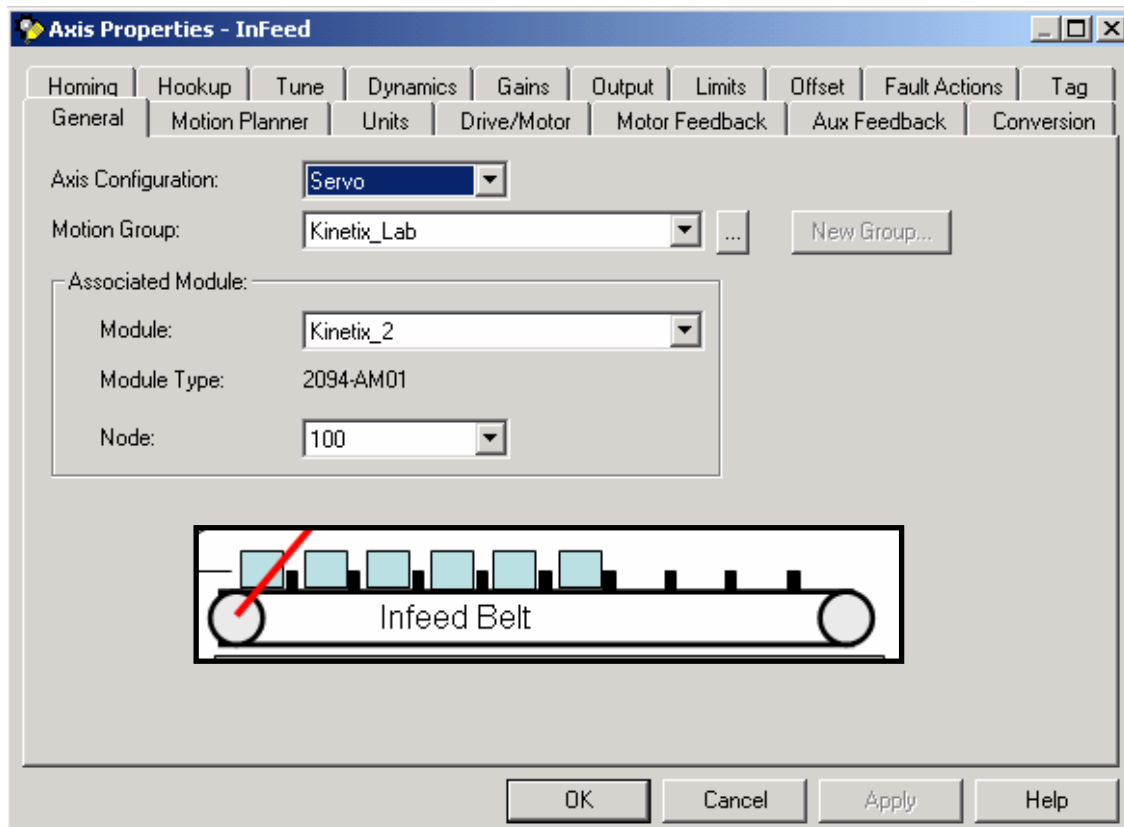 Axis Properties - InFeed
Homing Hookup Tune Dynamics Gains Output Limits Offset Fault Actions Tag
General Motion Planner Units Drive/Motor Motor Feedback Aux Feedback Conversion
Axis Configuration: Servo
Motion Group: Kinetix_Lab ... New Group...
Associated Module:
Module: Kinetix_2
Module Type: 2094-AM01
Node: 100
Infeed Belt
OK Cancel Apply Help